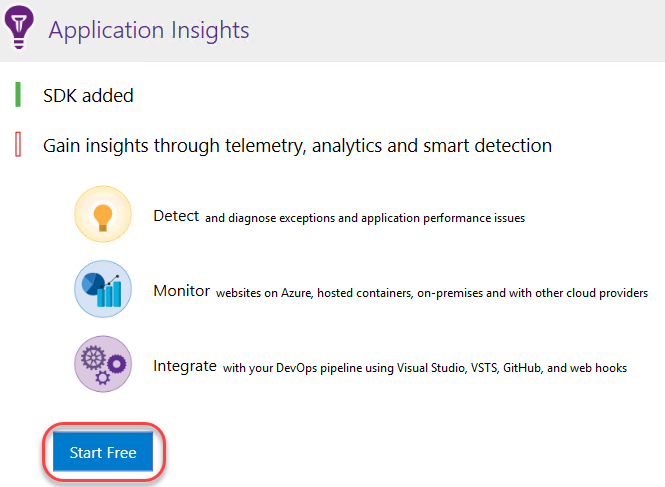 Application Insights
SDK added
Gain insights through telemetry, analytics and smart detection
Detect and diagnose exceptions and application performance issues
Monitor websites on Azure, hosted containers, on-premises and with other cloud providers
Integrate with your DevOps pipeline using Visual Studio, VSTS, GitHub, and web hooks
Start Free